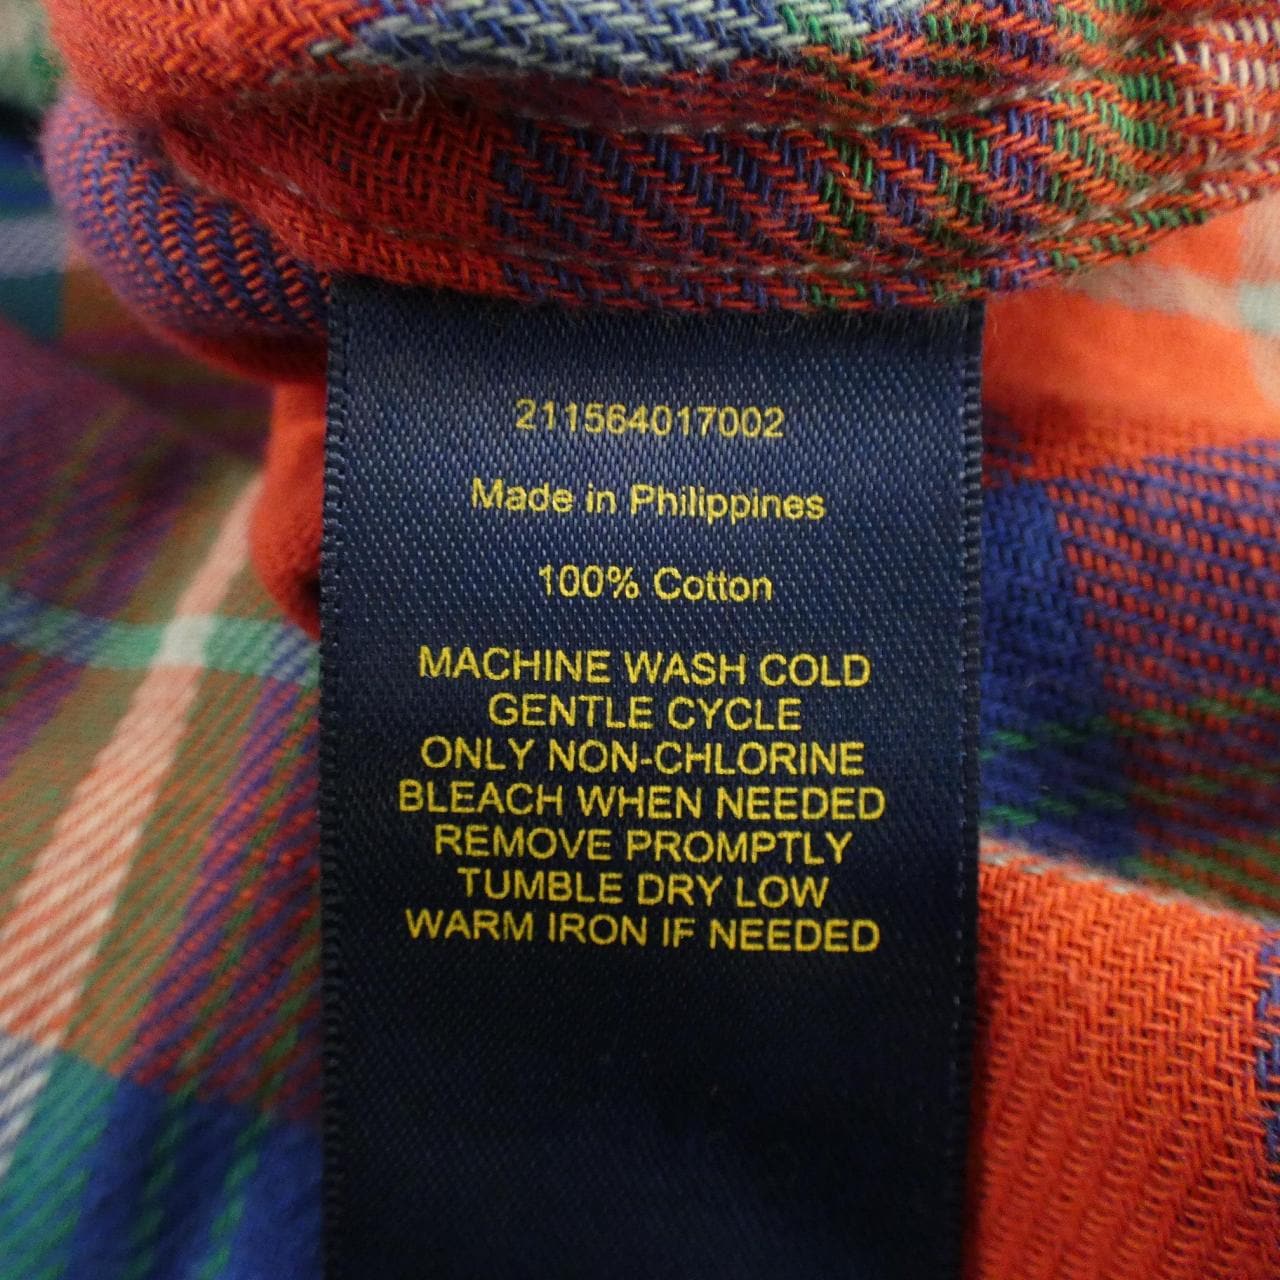 211564017002
Made in Philippines
100% Cotton
MACHINE WASH COLD
GENTLE CYCLE
ONLY NON-CHLORINE
BLEACH WHEN NEEDED
REMOVE PROMPTLY
TUMBLE DRY LOW
WARM IRON IF NEEDED